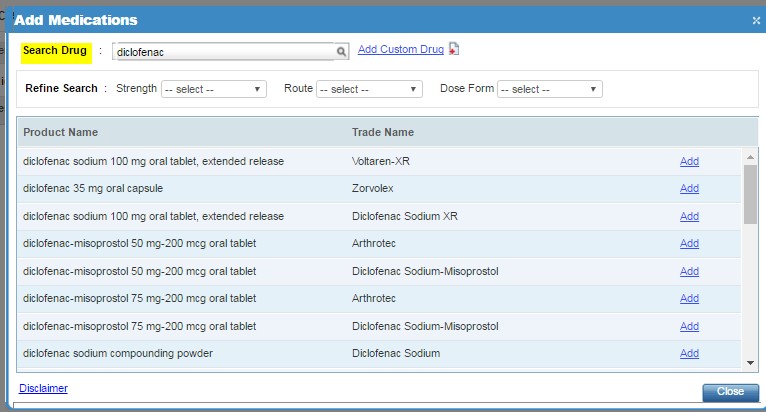 Add Medications
Search Drug : diclofenac Add Custom Drug
Refine Search : Strength -- select -- Route -- select -- Dose Form -- select --
Product Name Trade Name
diclofenac sodium 100 mg oral tablet, extended release Voltaren-XR Add
diclofenac 35 mg oral capsule Zorvolex Add
diclofenac sodium 100 mg oral tablet, extended release Diclofenac Sodium XR Add
diclofenac-misoprostol 50 mg-200 mcg oral tablet Arthrotec Add
diclofenac-misoprostol 50 mg-200 mcg oral tablet Diclofenac Sodium-Misoprostol Add
diclofenac-misoprostol 75 mg-200 mcg oral tablet Arthrotec Add
diclofenac-misoprostol 75 mg-200 mcg oral tablet Diclofenac Sodium-Misoprostol Add
diclofenac sodium compounding powder Diclofenac Sodium Add
Disclaimer Close